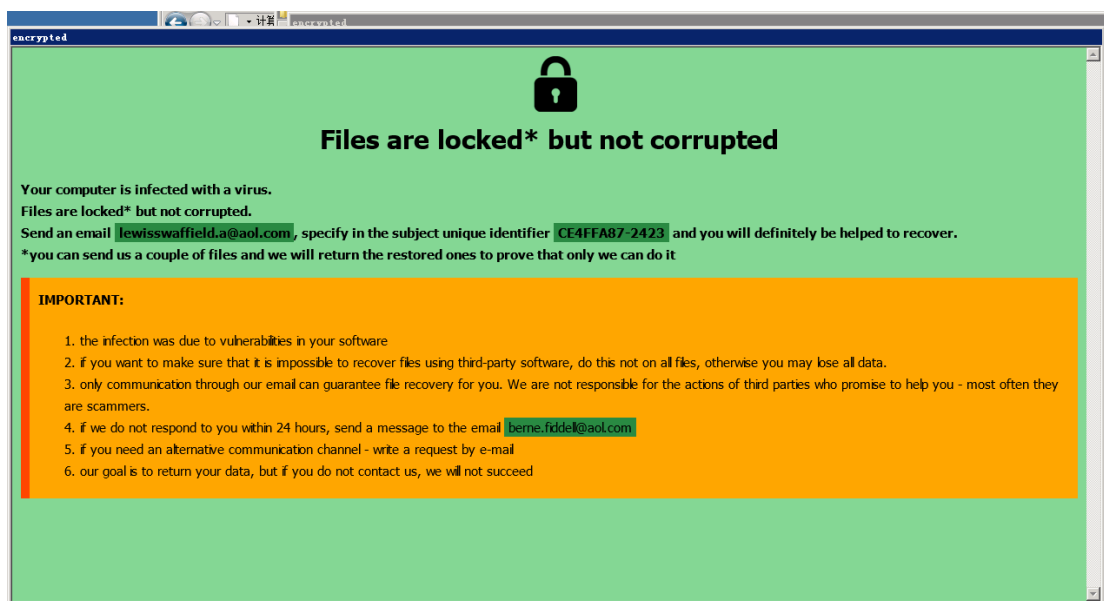 计算
encrypted
encrypted
Files are locked* but not corrupted
Your computer is infected with a virus.
Files are locked* but not corrupted.
Send an email lewisswaffield.a@aol.com , specify in the subject unique identifier CE4FFA87-2423 and you will definitely be helped to recover.
*you can send us a couple of files and we will return the restored ones to prove that only we can do it
IMPORTANT:
1. the infection was due to vulnerabilities in your software
2. if you want to make sure that it is impossible to recover files using third-party software, do this not on all files, otherwise you may lose all data.
3. only communication through our email can guarantee file recovery for you. We are not responsible for the actions of third parties who promise to help you - most often they
are scammers.
4. if we do not respond to you within 24 hours, send a message to the email berne.fiddell@aol.com
5. if you need an alternative communication channel - write a request by e-mail
6. our goal is to return your data, but if you do not contact us, we will not succeed